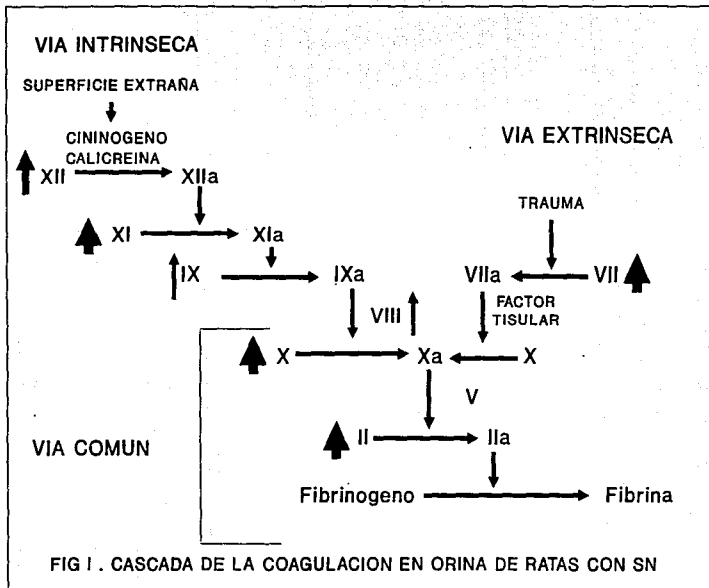 VIA INTRINSECA
SUPERFICIE EXTRAÑA
CININOGENO
CALICREINA
VIA EXTRINSECA
XII XIIa
TRAUMA
XI XIa
IX IXa VIIa VII
VIII FACTOR
TISULAR
X Xa X
V
II IIa
VIA COMUN
Fibrinogeno Fibrina
FIG I . CASCADA DE LA COAGULACION EN ORINA DE RATAS CON SN